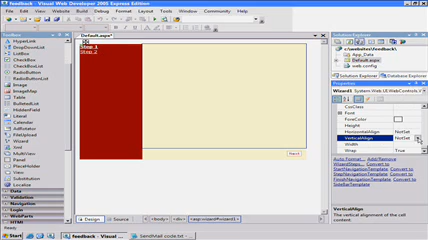 feedback - Visual Web Developer 2005 Express Edition
File Edit View Website Build Debug Format Layout Tools Window Community Help
Toolbox
HyperLink
DropDownList
ListBox
CheckBox
CheckBoxList
RadioButton
RadioButtonList
Image
ImageMap
Table
BulletedList
HiddenField
Literal
Calendar
AdRotator
FileUpload
Wizard
Xml
MultiView
Panel
PlaceHolder
View
Substitution
Localize
Data
Validation
Navigation
Login
WebParts
HTML
Default.aspx*
Step 1
Step 2
Next
Design Source <body> <div> <asp:wizard#wizard1>
Solution Explorer
c:\...\websites\feedback\
App_Data
Default.aspx
web.config
Solution Explorer Database Explorer
Properties
Wizard1 System.Web.UI.WebControls.W
CssClass
Font
ForeColor
Height
HorizontalAlign NotSet
VerticalAlign NotSet
Width
Wrap True
Auto Format... Add/Remove
WizardSteps... Convert to
StartNavigationTemplate Convert to
StepNavigationTemplate Convert to
SideBarTemplate
VerticalAlign
The vertical alignment of the cell content.
Start feedback - Visual ... SendMail code.txt - ...